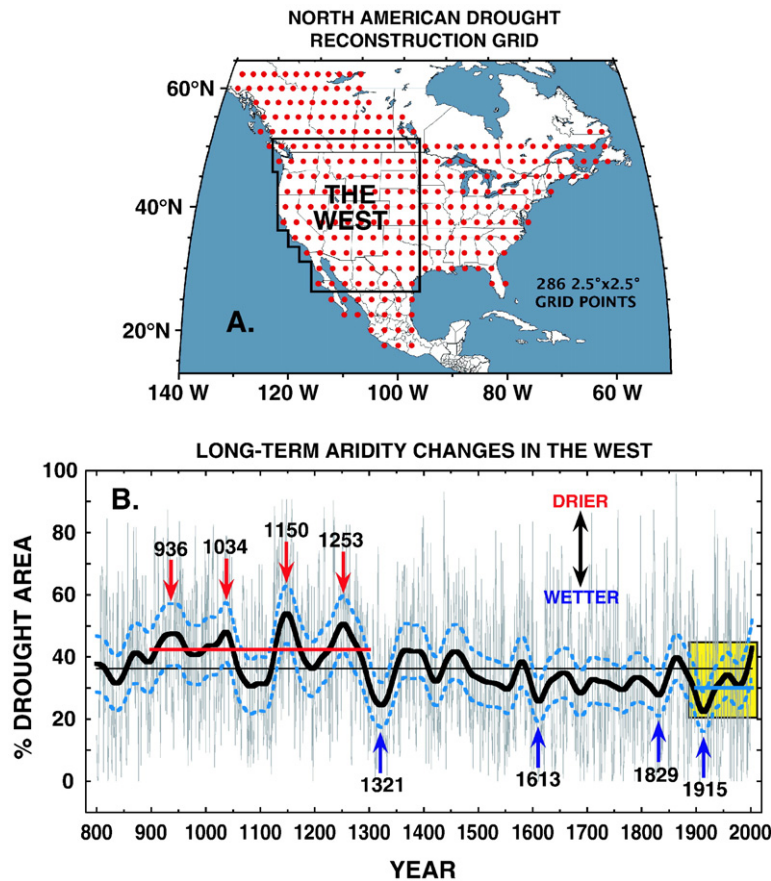 NORTH AMERICAN DROUGHT
RECONSTRUCTION GRID
60°N
40°N
20°N
THE
WEST
286 2.5°x2.5°
GRID POINTS
A.
140 W 120 W 100 W 80 W 60 W
LONG-TERM ARIDITY CHANGES IN THE WEST
% DROUGHT AREA
100
80
60
40
20
0
B.
936
1034
1150
1253
DRIER
WETTER
1321
1613
1829
1915
800 900 1000 1100 1200 1300 1400 1500 1600 1700 1800 1900 2000
YEAR